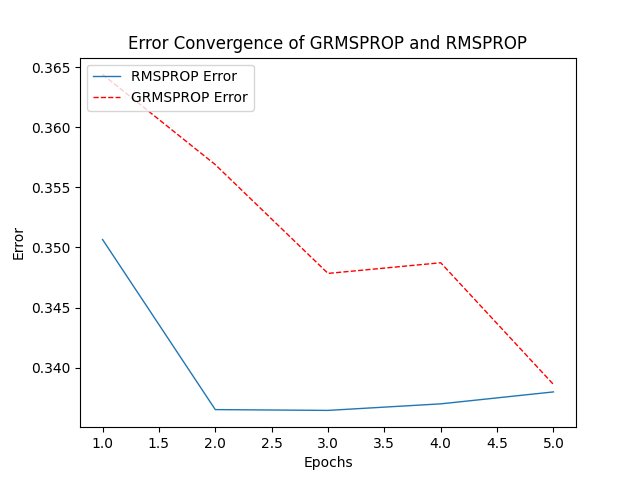 Error Convergence of GRMSPROP and RMSPROP
RMSPROP Error
GRMSPROP Error
0.365
0.360
0.355
0.350
0.345
0.340
Error
1.0 1.5 2.0 2.5 3.0 3.5 4.0 4.5 5.0
Epochs